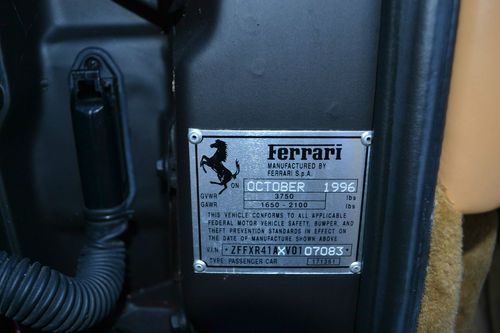 Ferrari
MANUFACTURED BY
FERRARI S.p.A.
ON OCTOBER 1996
GVWR 3750 lbs
GAWR 1650 - 2100 lbs
THIS VEHICLE CONFORMS TO ALL APPLICABLE
FEDERAL MOTOR VEHICLE SAFETY, BUMPER, AND
THEFT PREVENTION STANDARDS IN EFFECT ON
THE DATE OF MANUFACTURE SHOWN ABOVE
V.I.N.
TYPE PASSENGER CAR